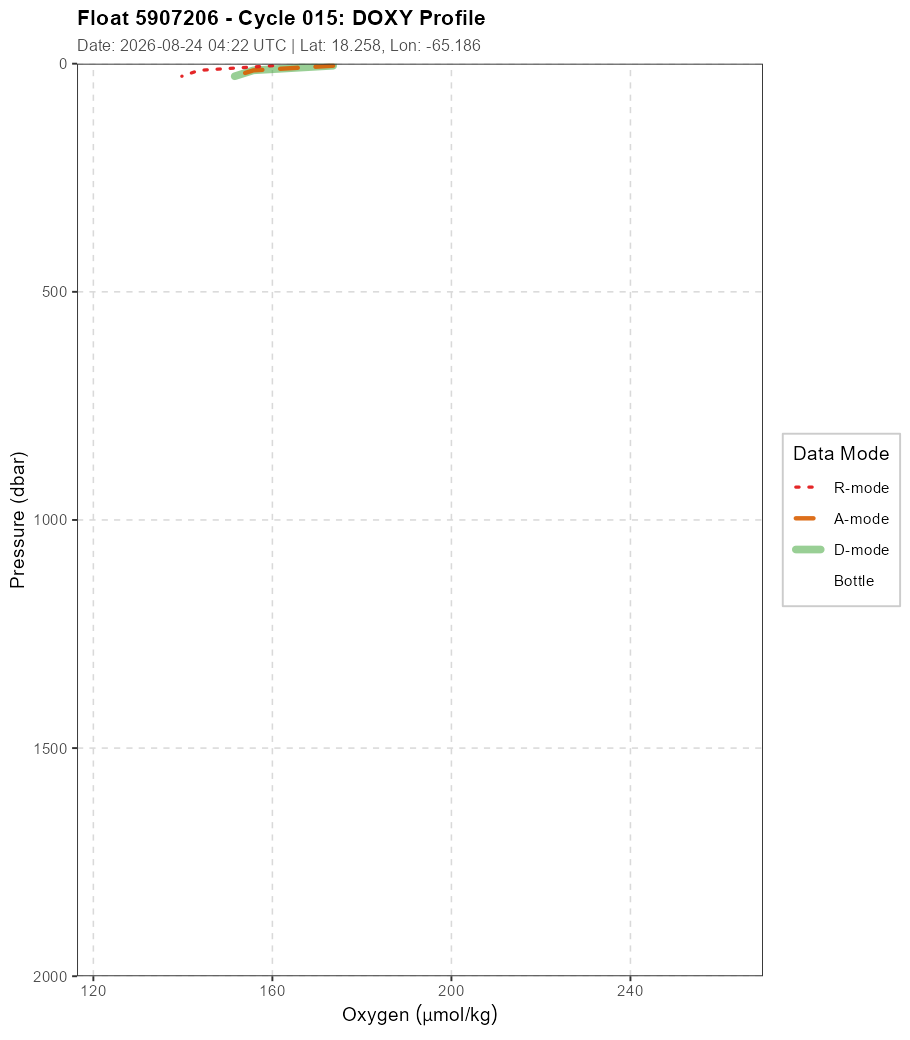 Float 5907206 - Cycle 015: DOXY Profile
Date: 2026-08-24 04:22 UTC | Lat: 18.258, Lon: -65.186
0
500
1000
1500
2000
Pressure (dbar)
120 160 200 240
Oxygen (μmol/kg)
Data Mode
R-mode
A-mode
D-mode
Bottle